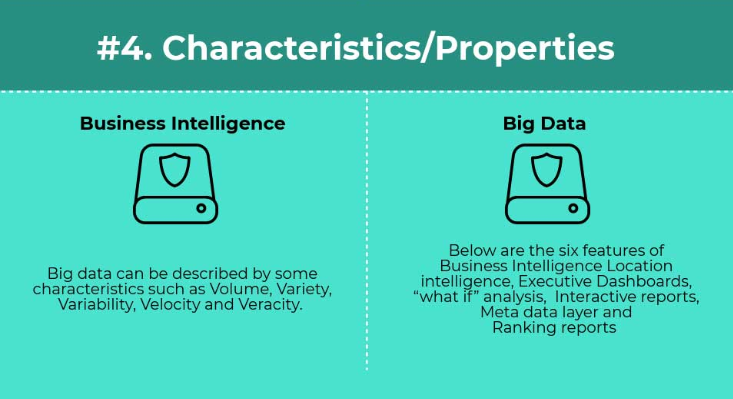 #4. Characteristics/Properties
Business Intelligence
Big data can be described by some
characteristics such as Volume, Variety,
Variability, Velocity and Veracity.
Big Data
Below are the six features of
Business Intelligence Location
intelligence, Executive Dashboards,
“what if” analysis,  Interactive reports,
Meta data layer and
Ranking reports